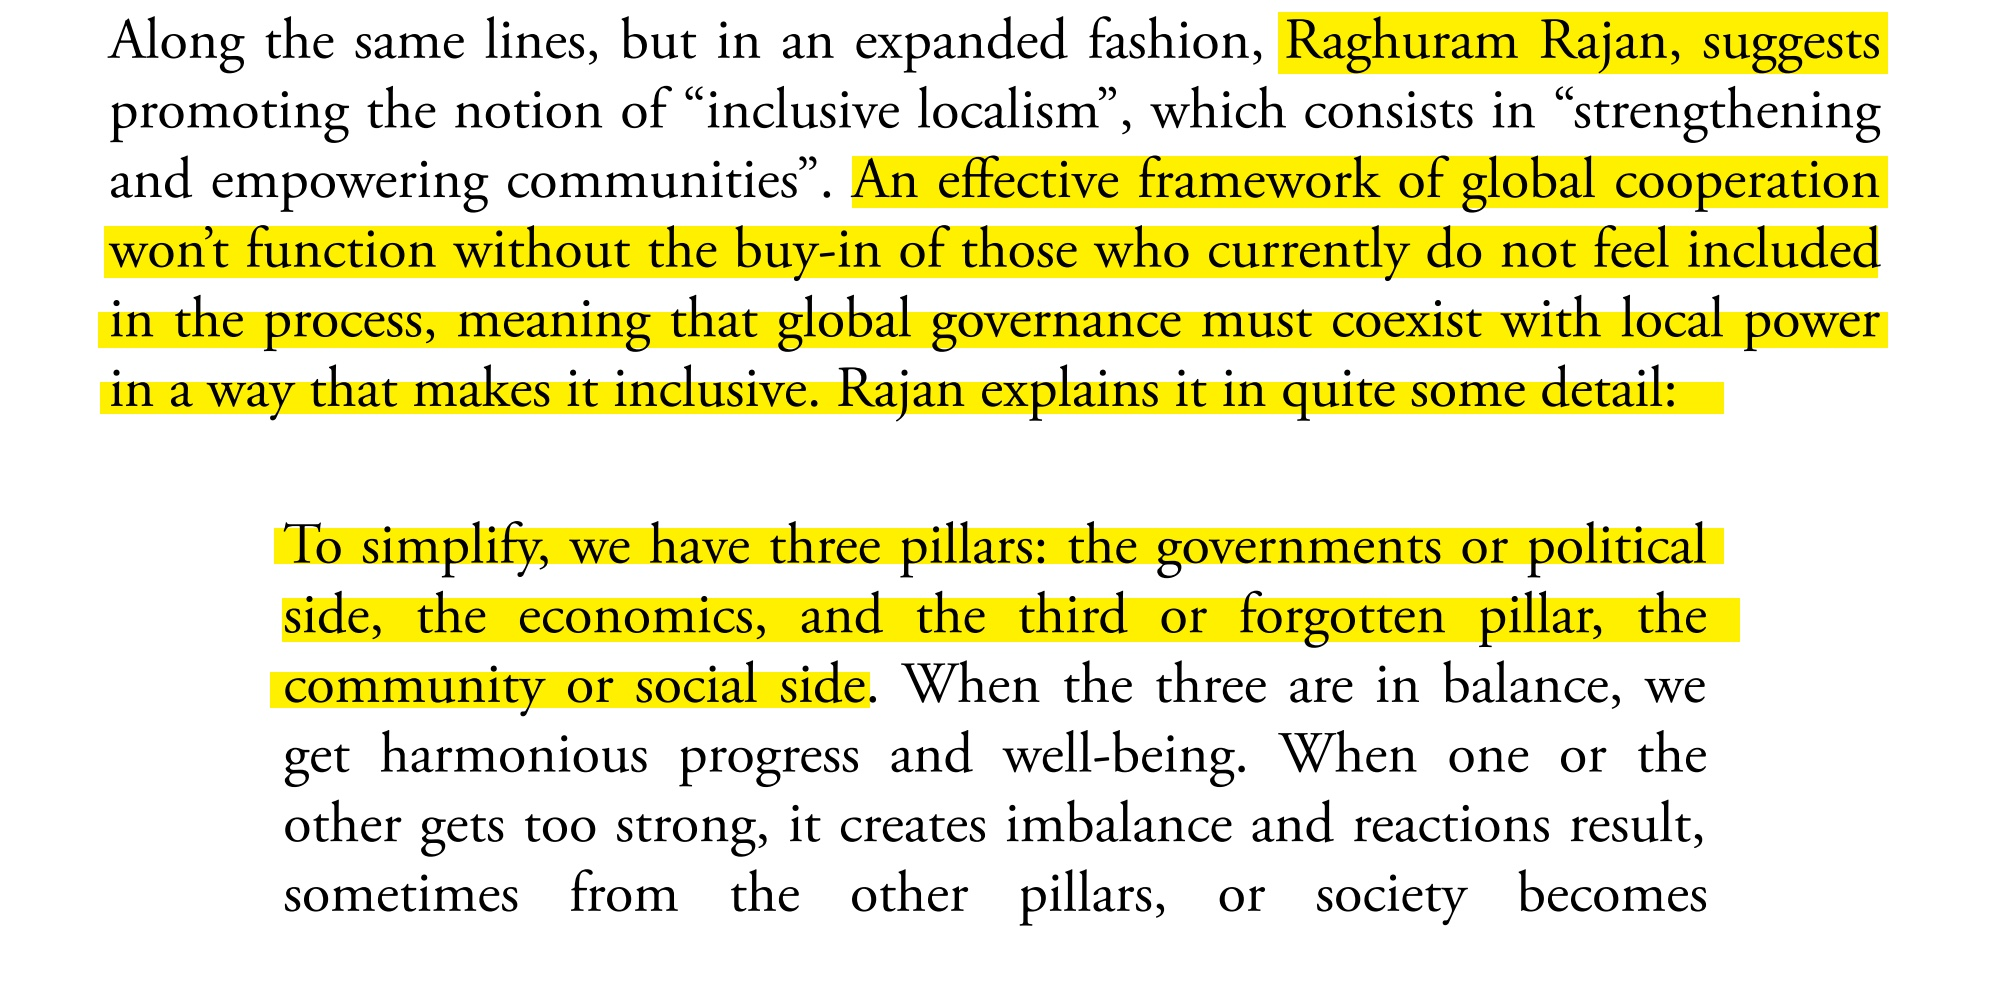 Along the same lines, but in an expanded fashion, Raghuram Rajan, suggests
promoting the notion of “inclusive localism”, which consists in “strengthening
and empowering communities”. An effective framework of global cooperation
won’t function without the buy-in of those who currently do not feel included
in the process, meaning that global governance must coexist with local power
in a way that makes it inclusive. Rajan explains it in quite some detail:
To simplify, we have three pillars: the governments or political
side, the economics, and the third or forgotten pillar, the
community or social side. When the three are in balance, we
get harmonious progress and well-being. When one or the
other gets too strong, it creates imbalance and reactions result,
sometimes from the other pillars, or society becomes